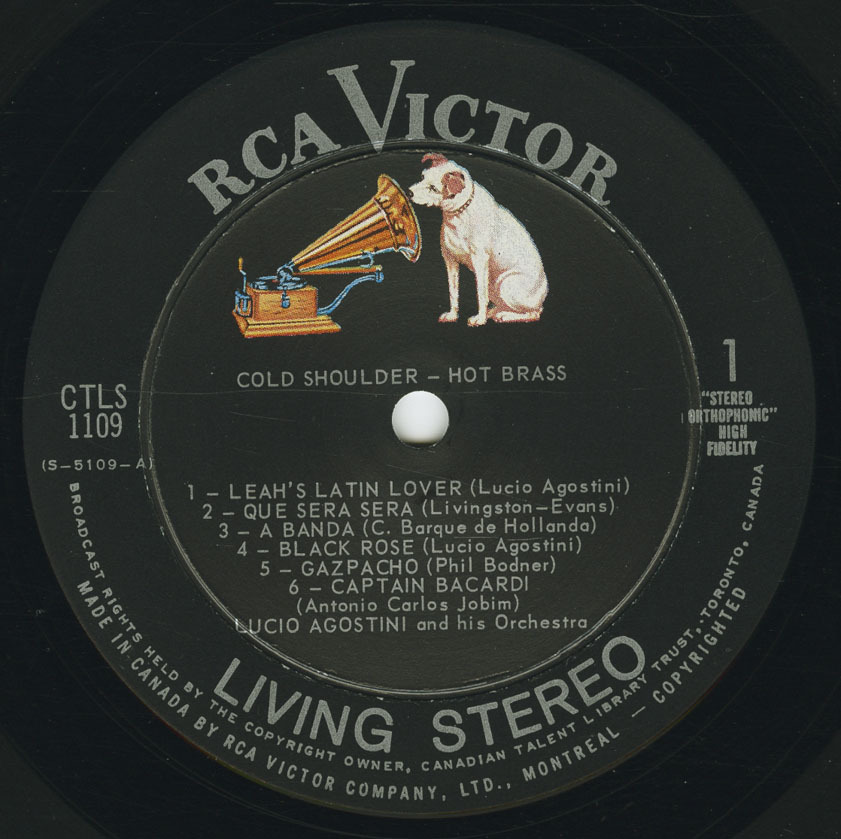 RCA VICTOR
COLD SHOULDER – HOT BRASS
CTLS
1109
(S–5109–A)
1
"STEREO
ORTHOPHONIC"
HIGH
FIDELITY
1 – LEAH'S LATIN LOVER (Lucio Agostini)
2 – QUE SERA SERA (Livingston–Evans)
3 – A BANDA (C. Barque de Hollanda)
4 – BLACK ROSE (Lucio Agostini)
5 – GAZPACHO (Phil Bodner)
6 – CAPTAIN BACARDI
(Antonio Carlos Jobim)
LUCIO AGOSTINI and his Orchestra
LIVING STEREO
BROADCAST RIGHTS HELD BY THE COPYRIGHT OWNER, CANADIAN TALENT LIBRARY TRUST, TORONTO, CANADA
MADE IN CANADA BY RCA VICTOR COMPANY, LTD., MONTREAL — COPYRIGHTED